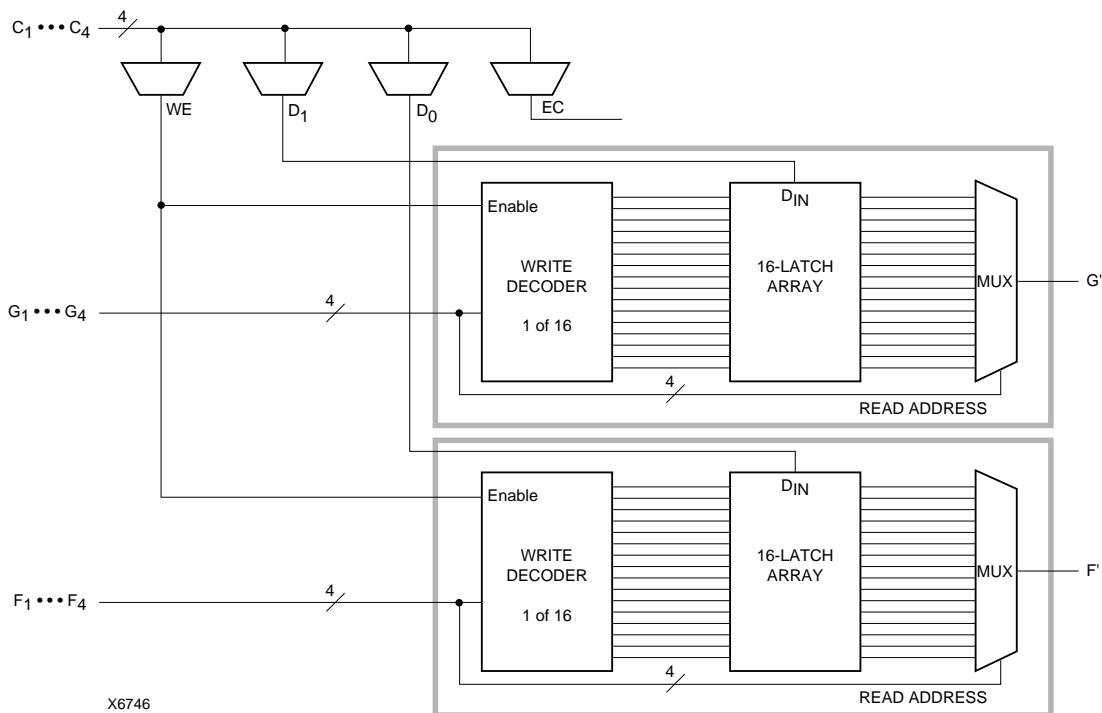 C1 ••• C4 4
WE D1 D0 EC
Enable DIN
WRITE DECODER 16-LATCH ARRAY MUX G'
G1 ••• G4 4 1 of 16
4
READ ADDRESS
Enable DIN
WRITE DECODER 16-LATCH ARRAY MUX F'
F1 ••• F4 4 1 of 16
4
READ ADDRESS
X6746